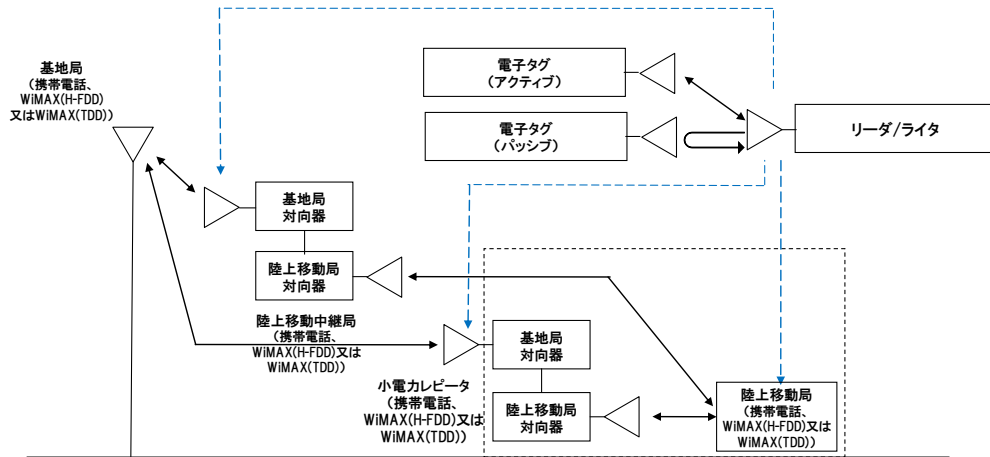 基地局
（携帯電話、
WiMAX(H-FDD)
又はWiMAX(TDD)）
電子タグ
（アクティブ）
電子タグ
（パッシブ）
リーダ/ライタ
基地局
対向器
陸上移動局
対向器
陸上移動中継局
（携帯電話、
WiMAX(H-FDD)又は
WiMAX(TDD)）
基地局
対向器
小電力レピータ
（携帯電話、
WiMAX(H-FDD)又は
WiMAX(TDD)）
陸上移動局
対向器
陸上移動局
（携帯電話、
WiMAX(H-FDD)又は
WiMAX(TDD)）